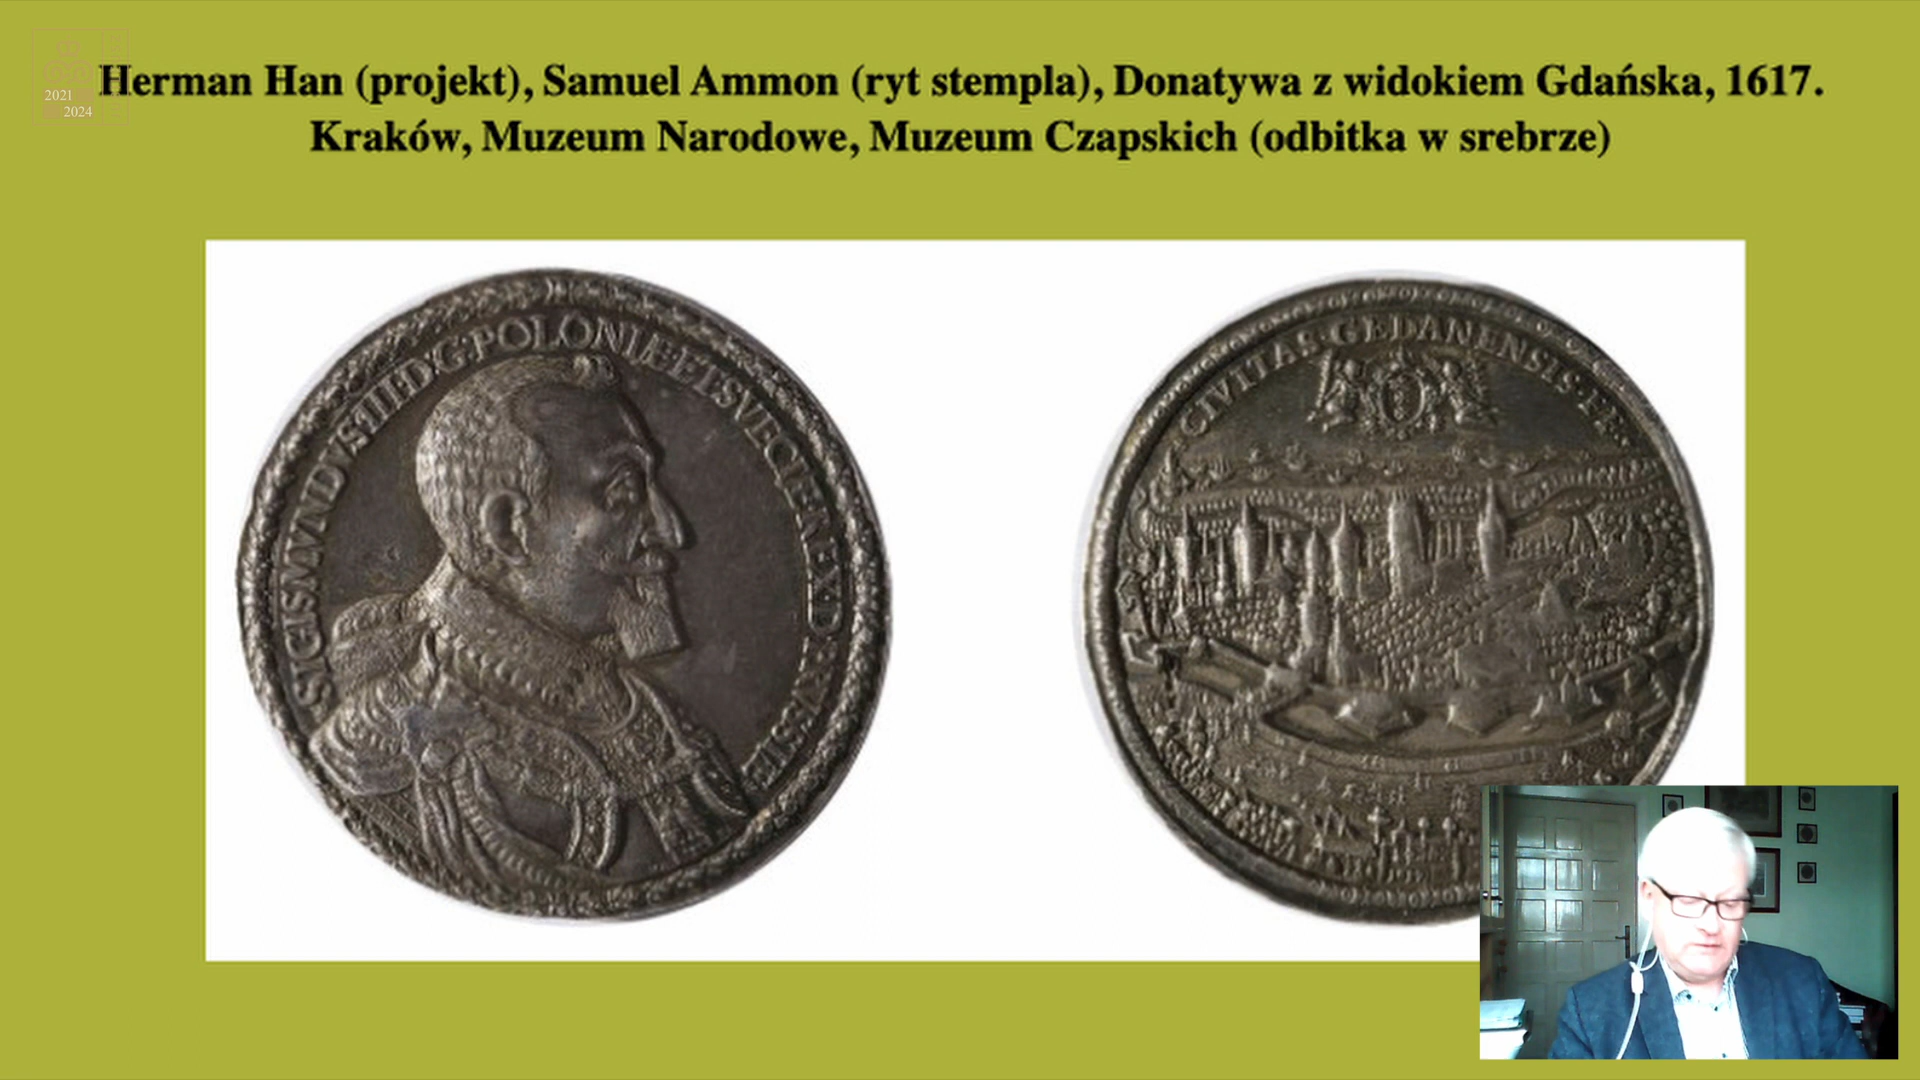 Herman Han (projekt), Samuel Ammon (ryt stempla), Donatywa z widokiem Gdańska, 1617.
Kraków, Muzeum Narodowe, Muzeum Czapskich (odbitka w srebrze)
2021
2024
SIGISMVNDVS·III·D:G:POLONIÆ·ET·SVECIÆ·REX·
CIVITAS·GEDANENSIS·